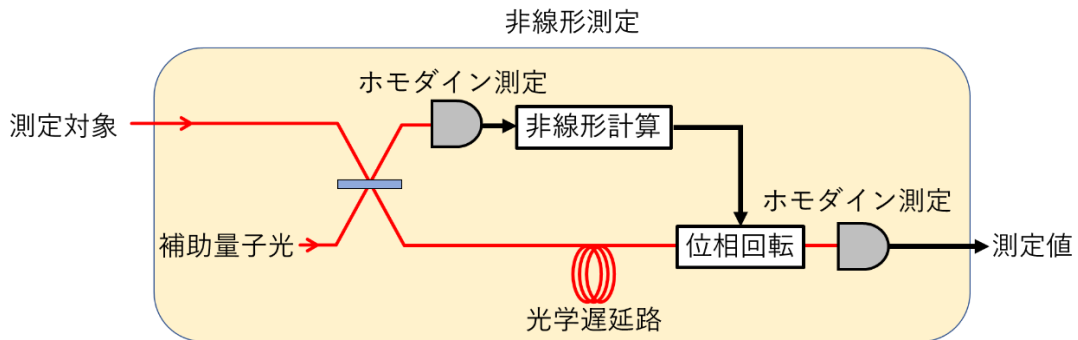 非線形測定
ホモダイン測定
測定対象
非線形計算
ホモダイン測定
補助量子光
位相回転
測定値
光学遅延路